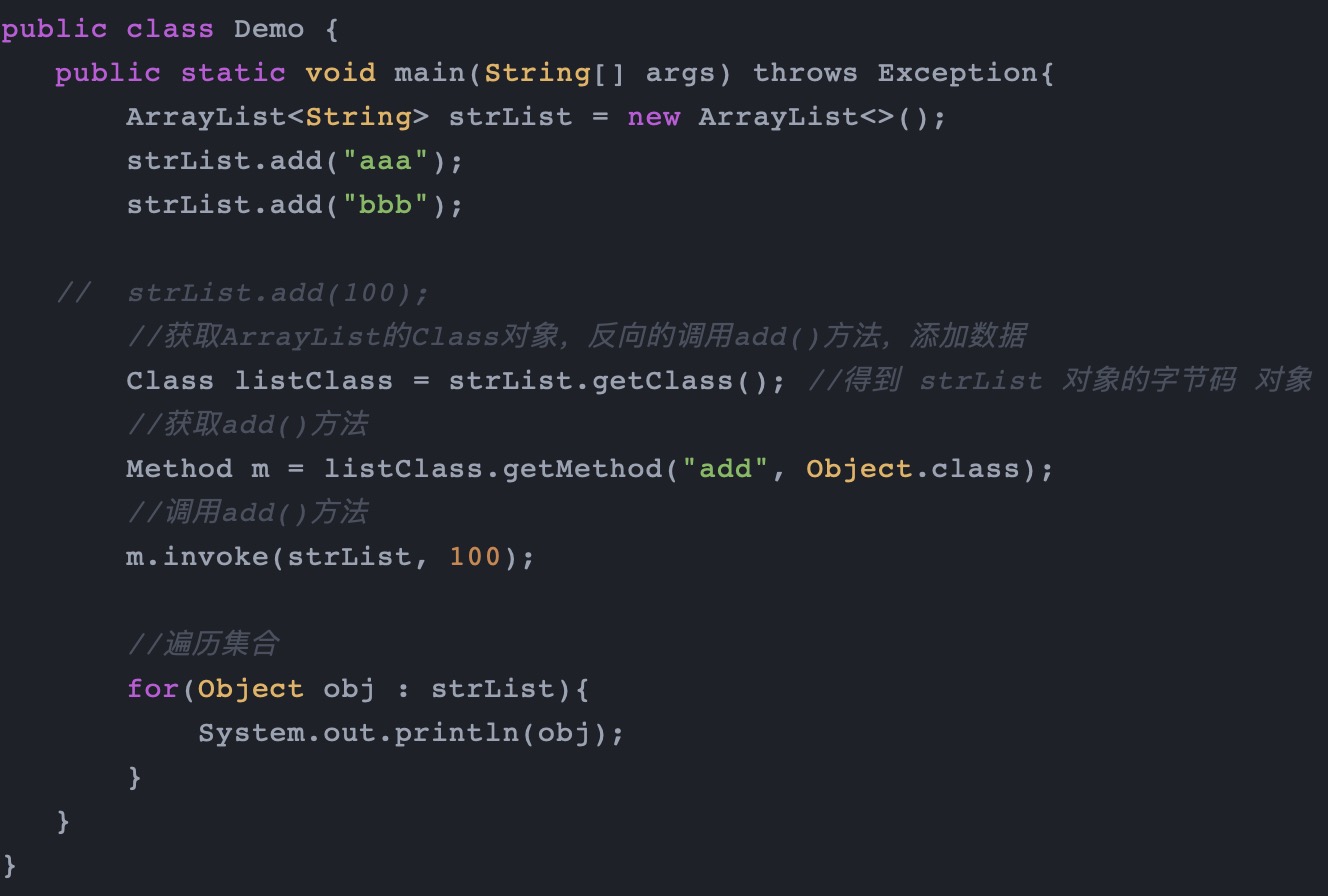 public class Demo {
public static void main(String[] args) throws Exception{
ArrayList<String> strList = new ArrayList<>();
strList.add("aaa");
strList.add("bbb");
// strList.add(100);
//获取ArrayList的Class对象，反向的调用add()方法，添加数据
Class listClass = strList.getClass(); //得到 strList 对象的字节码 对象
//获取add()方法
Method m = listClass.getMethod("add", Object.class);
//调用add()方法
m.invoke(strList, 100);
//遍历集合
for(Object obj : strList){
System.out.println(obj);
}
}
}